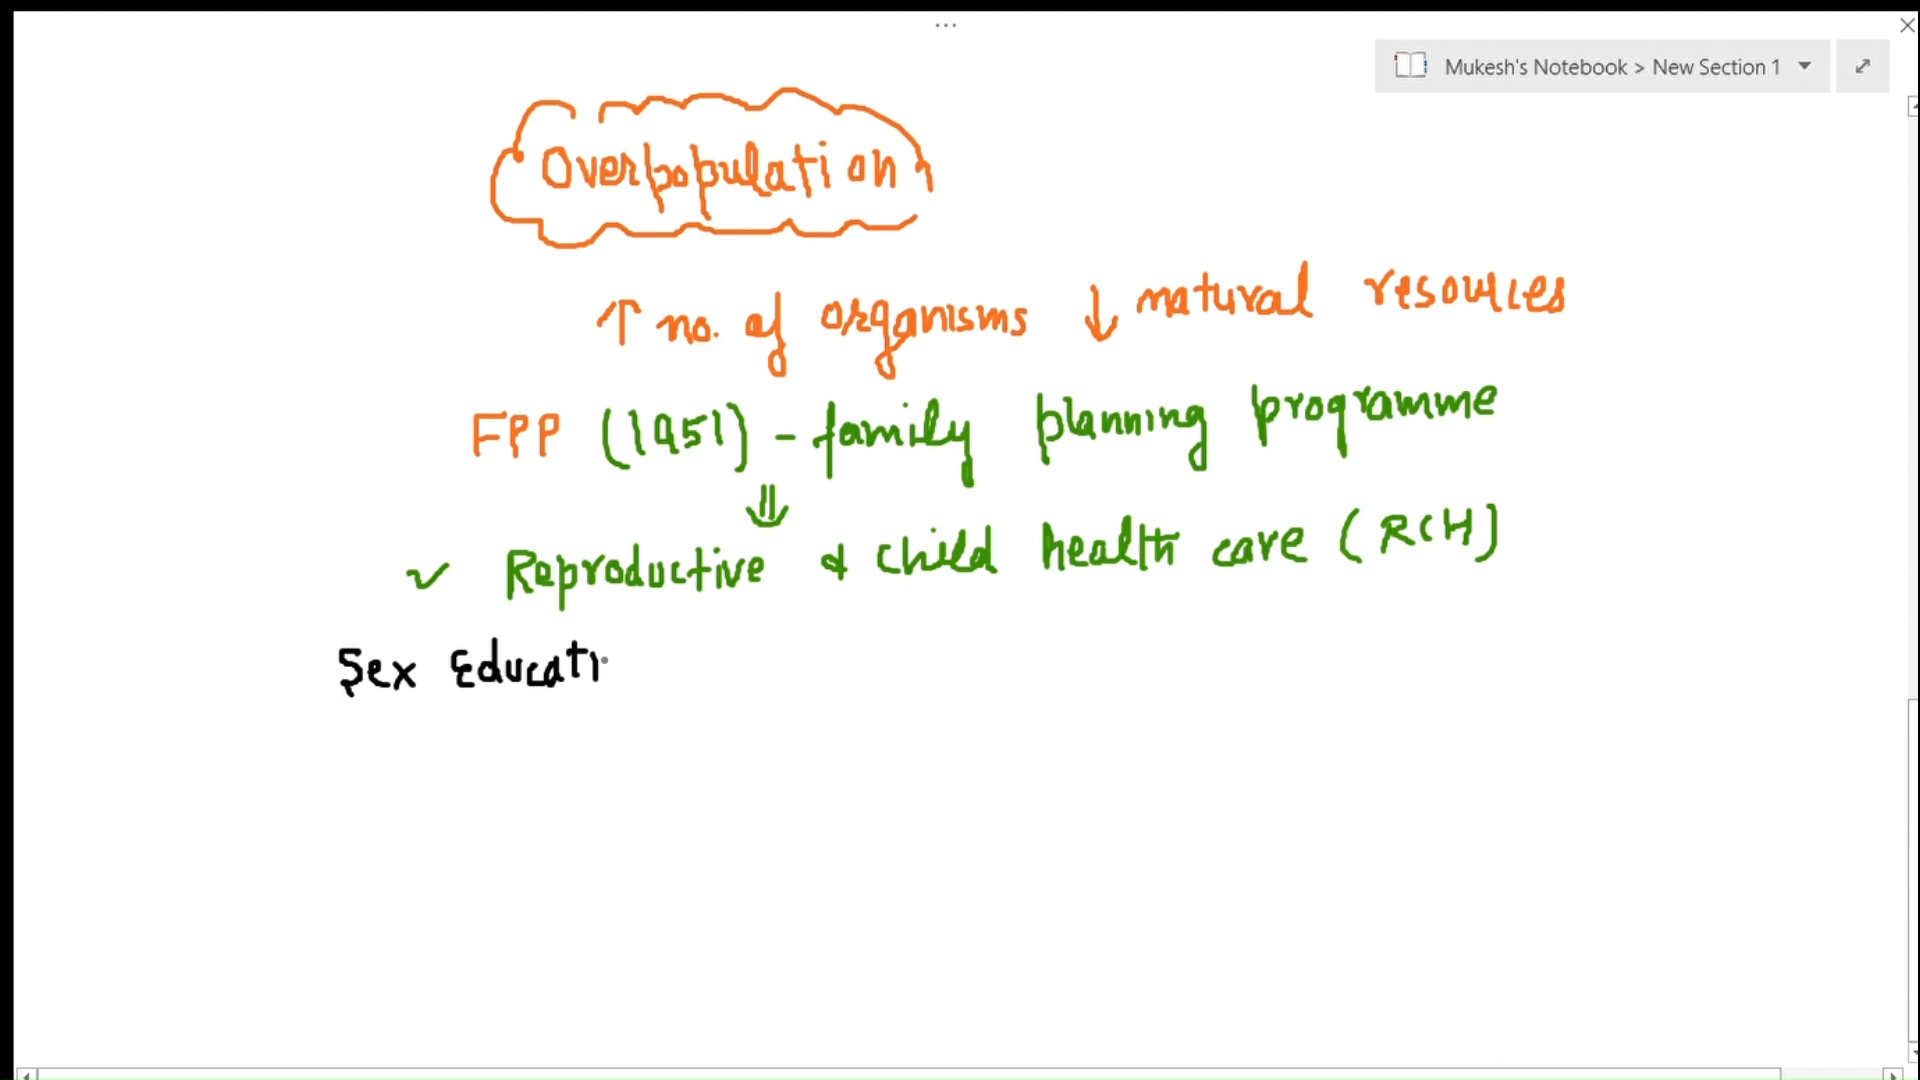 ...
Mukesh's Notebook > New Section 1
Overpopulation
↑ no. of organisms ↓ natural resources
FPP (1951) - family planning programme
⇓
✓ Reproductive & child health care (RCH)
Sex Educati